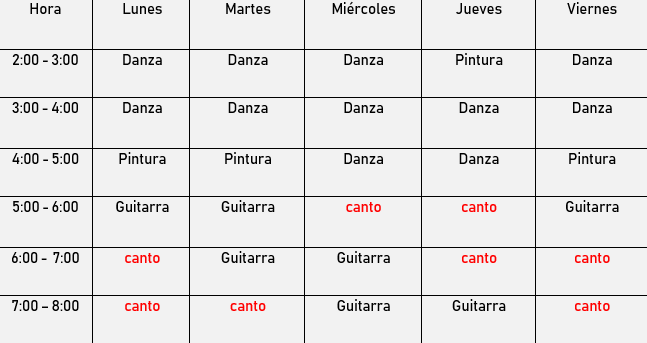 Hora Lunes Martes Miércoles Jueves Viernes
2:00 - 3:00 Danza Danza Danza Pintura Danza
3:00 - 4:00 Danza Danza Danza Danza Danza
4:00 - 5:00 Pintura Pintura Danza Danza Pintura
5:00 - 6:00 Guitarra Guitarra canto canto Guitarra
6:00 - 7:00 canto Guitarra Guitarra canto canto
7:00 – 8:00 canto canto Guitarra Guitarra canto